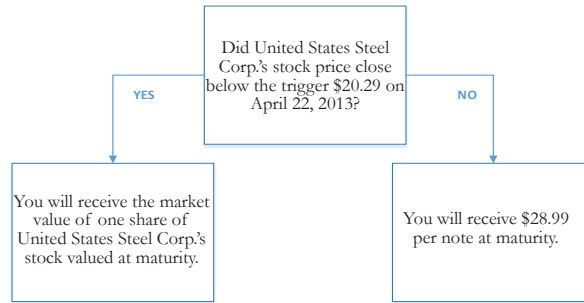 Did United States Steel
Corp.'s stock price close
below the trigger $20.29 on
April 22, 2013?
YES
NO
You will receive the market
value of one share of
United States Steel Corp.'s
stock valued at maturity.
You will receive $28.99
per note at maturity.